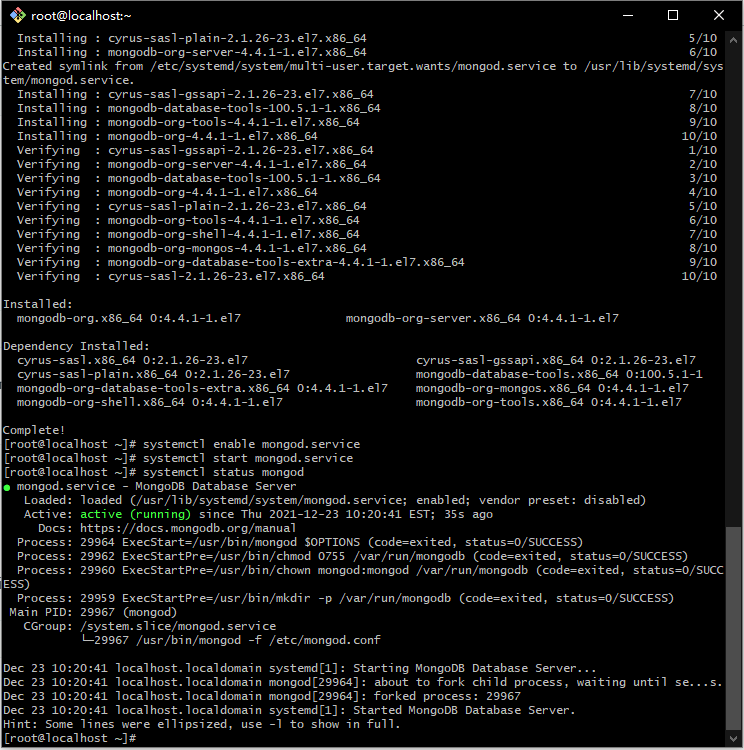 root@localhost:~
Installing : cyrus-sasl-plain-2.1.26-23.el7.x86_64 5/10
Installing : mongodb-org-server-4.4.1-1.el7.x86_64 6/10
Created symlink from /etc/systemd/system/multi-user.target.wants/mongod.service to /usr/lib/systemd/sys
tem/mongod.service.
Installing : cyrus-sasl-gssapi-2.1.26-23.el7.x86_64 7/10
Installing : mongodb-database-tools-100.5.1-1.x86_64 8/10
Installing : mongodb-org-tools-4.4.1-1.el7.x86_64 9/10
Installing : mongodb-org-4.4.1-1.el7.x86_64 10/10
Verifying : cyrus-sasl-gssapi-2.1.26-23.el7.x86_64 1/10
Verifying : mongodb-org-server-4.4.1-1.el7.x86_64 2/10
Verifying : mongodb-database-tools-100.5.1-1.x86_64 3/10
Verifying : mongodb-org-4.4.1-1.el7.x86_64 4/10
Verifying : cyrus-sasl-plain-2.1.26-23.el7.x86_64 5/10
Verifying : mongodb-org-tools-4.4.1-1.el7.x86_64 6/10
Verifying : mongodb-org-shell-4.4.1-1.el7.x86_64 7/10
Verifying : mongodb-org-mongos-4.4.1-1.el7.x86_64 8/10
Verifying : mongodb-org-database-tools-extra-4.4.1-1.el7.x86_64 9/10
Verifying : cyrus-sasl-2.1.26-23.el7.x86_64 10/10
Installed:
mongodb-org.x86_64 0:4.4.1-1.el7 mongodb-org-server.x86_64 0:4.4.1-1.el7
Dependency Installed:
cyrus-sasl.x86_64 0:2.1.26-23.el7 cyrus-sasl-gssapi.x86_64 0:2.1.26-23.el7
cyrus-sasl-plain.x86_64 0:2.1.26-23.el7 mongodb-database-tools.x86_64 0:100.5.1-1
mongodb-org-database-tools-extra.x86_64 0:4.4.1-1.el7 mongodb-org-mongos.x86_64 0:4.4.1-1.el7
mongodb-org-shell.x86_64 0:4.4.1-1.el7 mongodb-org-tools.x86_64 0:4.4.1-1.el7
Complete!
[root@localhost ~]# systemctl enable mongod.service
[root@localhost ~]# systemctl start mongod.service
[root@localhost ~]# systemctl status mongod
● mongod.service - MongoDB Database Server
Loaded: loaded (/usr/lib/systemd/system/mongod.service; enabled; vendor preset: disabled)
Active: active (running) since Thu 2021-12-23 10:20:41 EST; 35s ago
Docs: https://docs.mongodb.org/manual
Process: 29964 ExecStart=/usr/bin/mongod $OPTIONS (code=exited, status=0/SUCCESS)
Process: 29962 ExecStartPre=/usr/bin/chmod 0755 /var/run/mongodb (code=exited, status=0/SUCCESS)
Process: 29960 ExecStartPre=/usr/bin/chown mongod:mongod /var/run/mongodb (code=exited, status=0/SUCC
ESS)
Process: 29959 ExecStartPre=/usr/bin/mkdir -p /var/run/mongodb (code=exited, status=0/SUCCESS)
Main PID: 29967 (mongod)
CGroup: /system.slice/mongod.service
└─29967 /usr/bin/mongod -f /etc/mongod.conf
Dec 23 10:20:41 localhost.localdomain systemd[1]: Starting MongoDB Database Server...
Dec 23 10:20:41 localhost.localdomain mongod[29964]: about to fork child process, waiting until se...s.
Dec 23 10:20:41 localhost.localdomain mongod[29964]: forked process: 29967
Dec 23 10:20:41 localhost.localdomain systemd[1]: Started MongoDB Database Server.
Hint: Some lines were ellipsized, use -l to show in full.
[root@localhost ~]#